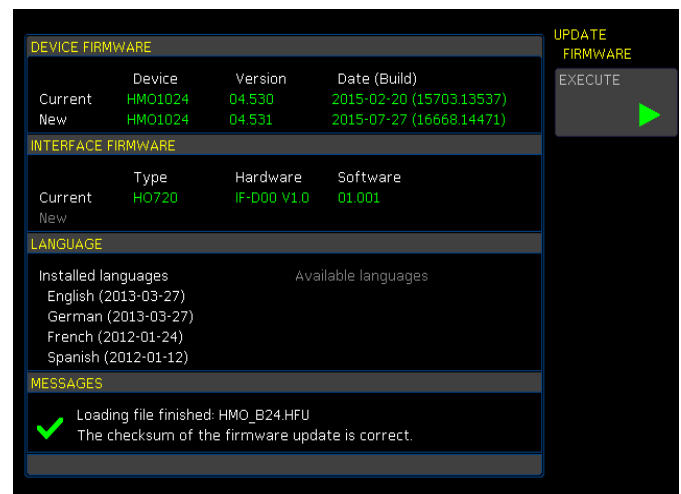 UPDATE
FIRMWARE
EXECUTE
DEVICE FIRMWARE
Device Version Date (Build)
Current HMO1024 04.530 2015-02-20 (15703.13537)
New HMO1024 04.531 2015-07-27 (16668.14471)
INTERFACE FIRMWARE
Type Hardware Software
Current HO720 IF-D00 V1.0 01.001
New
LANGUAGE
Installed languages Available languages
English (2013-03-27)
German (2013-03-27)
French (2012-01-24)
Spanish (2012-01-12)
MESSAGES
Loading file finished: HMO_B24.HFU
The checksum of the firmware update is correct.